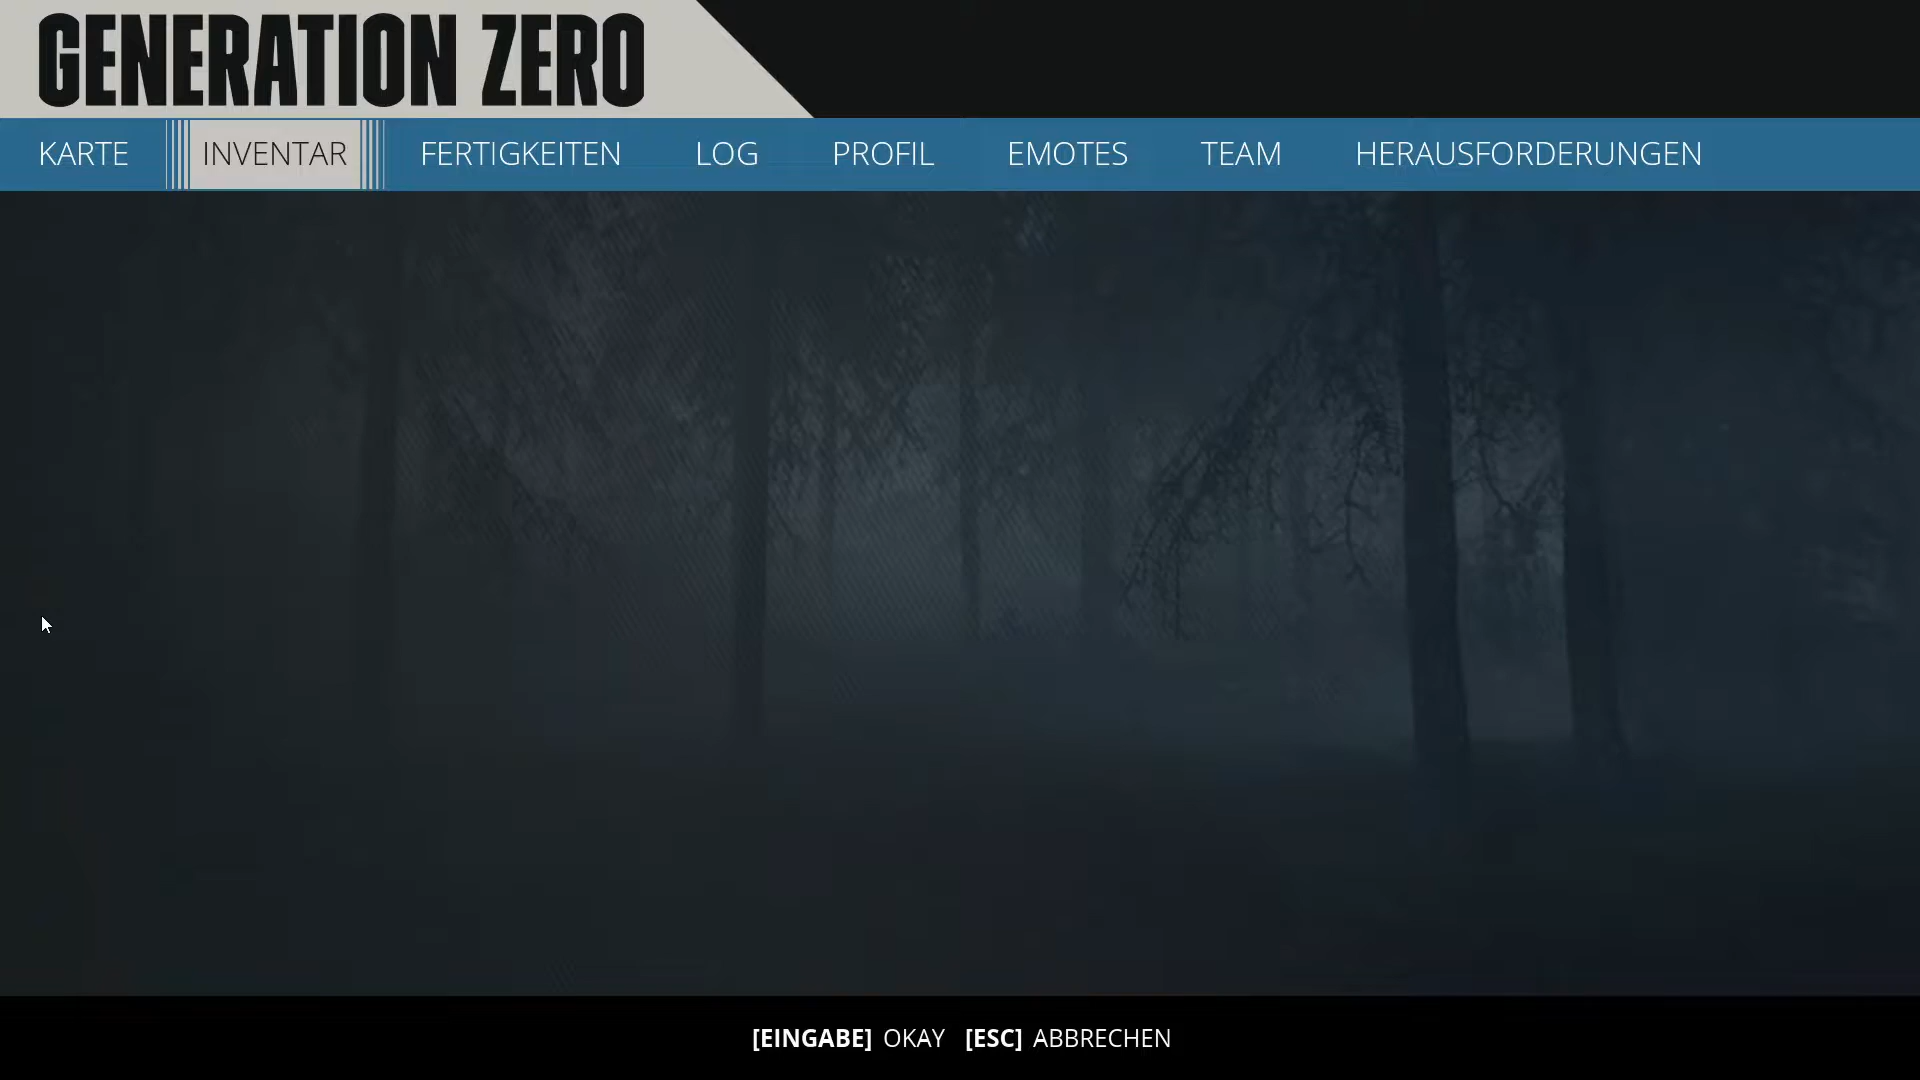 GENERATION ZERO
KARTE INVENTAR FERTIGKEITEN LOG PROFIL EMOTES TEAM HERAUSFORDERUNGEN
[EINGABE] OKAY [ESC] ABBRECHEN